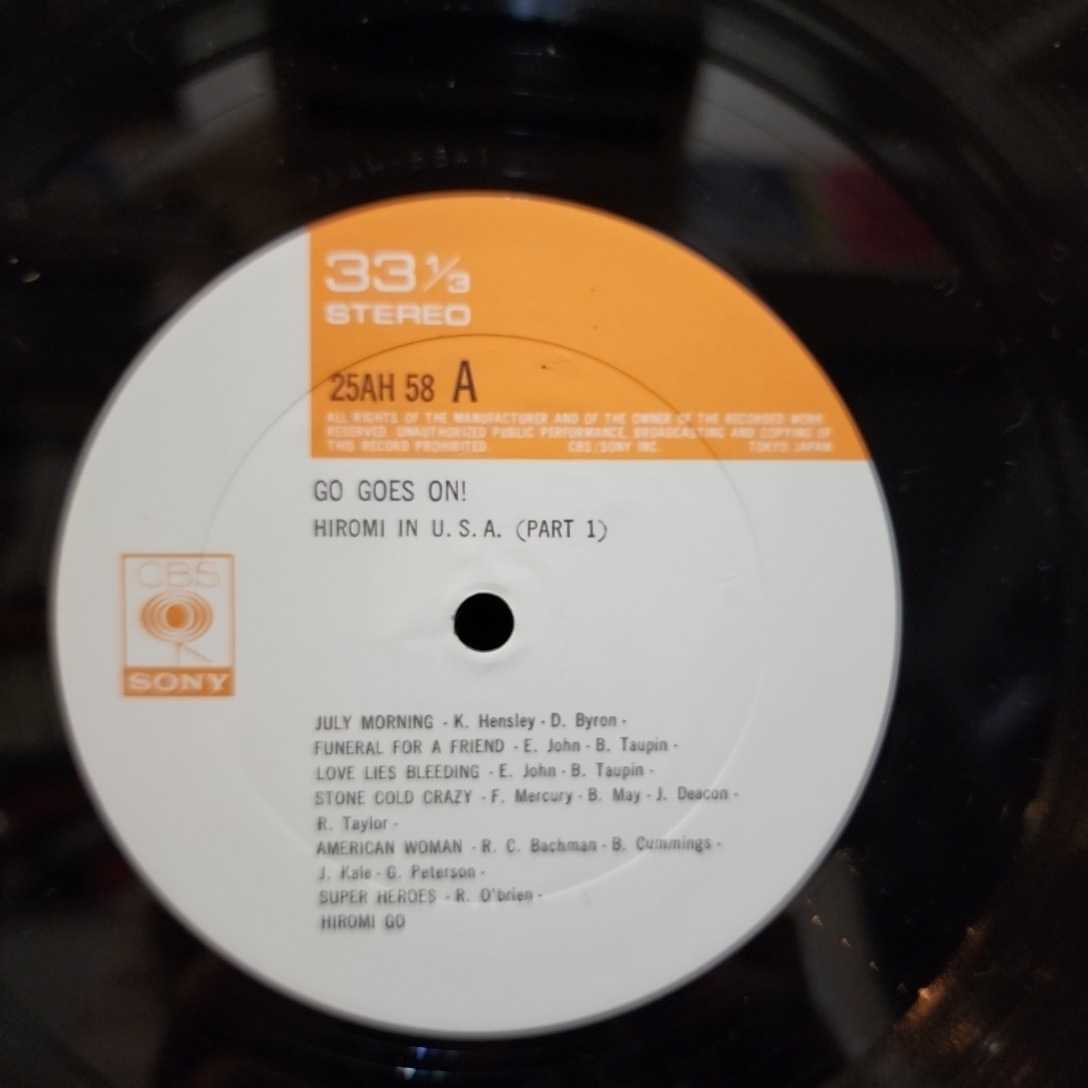 33 1/3
STEREO
25AH 58 A
ALL RIGHTS OF THE MANUFACTURER AND OF THE OWNER OF THE RECORDED WORK
RESERVED. UNAUTHORIZED PUBLIC PERFORMANCE, BROADCASTING AND COPYING OF
THIS RECORD PROHIBITED. CBS/SONY INC. TOKYO JAPAN
GO GOES ON!
HIROMI IN U.S.A. (PART 1)
CBS
SONY
JULY MORNING - K. Hensley - D. Byron -
FUNERAL FOR A FRIEND - E. John - B. Taupin -
LOVE LIES BLEEDING - E. John - B. Taupin -
STONE COLD CRAZY - F. Mercury - B. May - J. Deacon -
R. Taylor -
AMERICAN WOMAN - R. C. Bachman - B. Cummings -
J. Kale - G. Peterson -
SUPER HEROES - R. O'brien -
HIROMI GO